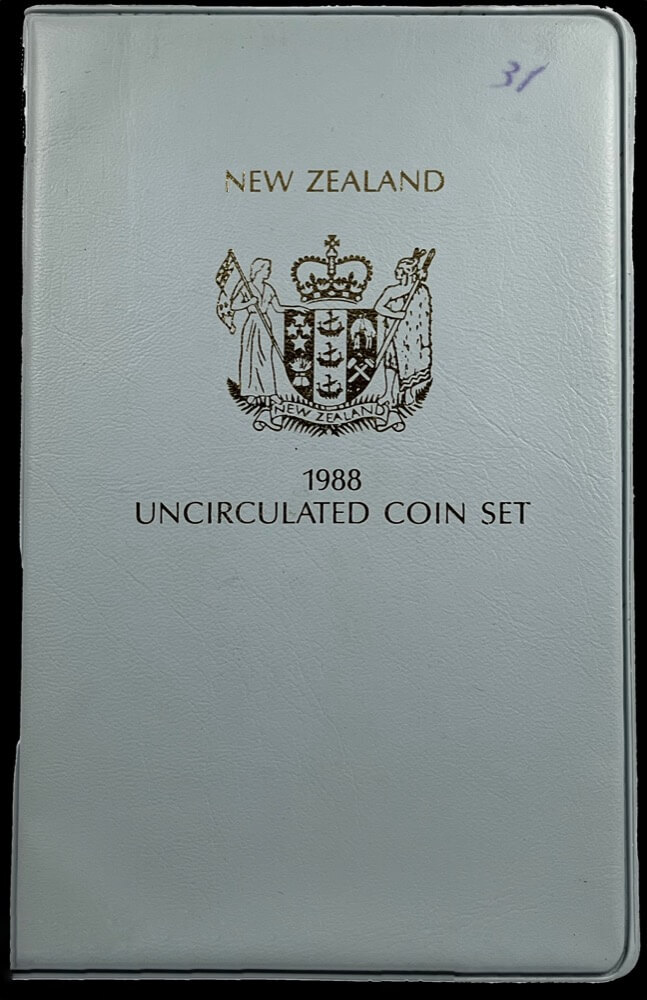 31
NEW ZEALAND
NEW ZEALAND
1988
UNCIRCULATED COIN SET